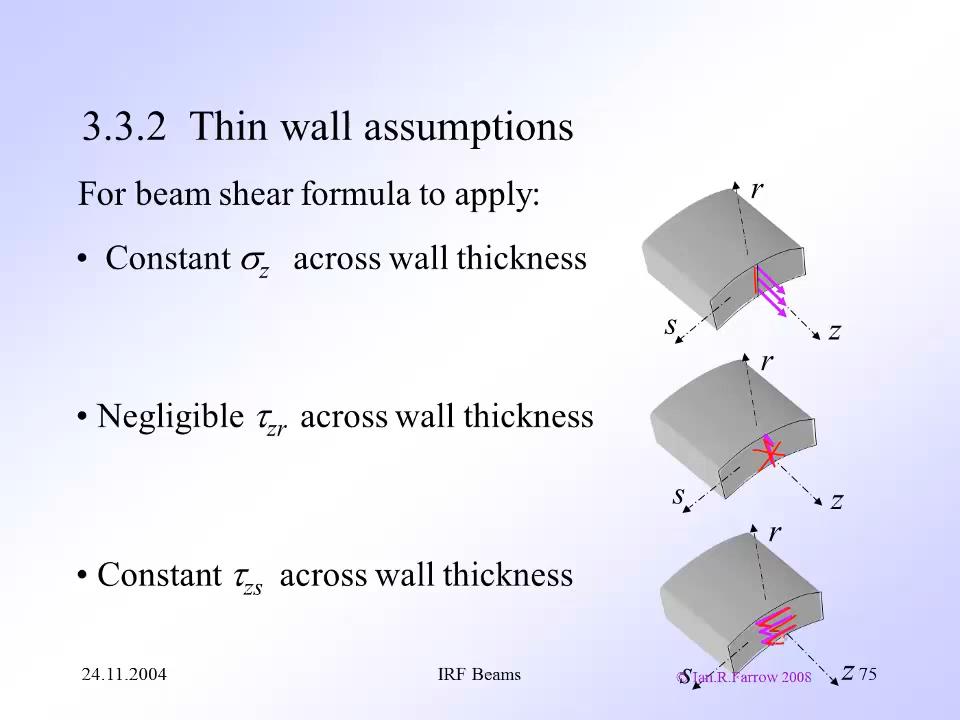 3.3.2 Thin wall assumptions
For beam shear formula to apply:
r
• Constant σz across wall thickness
s
z
r
• Negligible τzr across wall thickness
s
z
r
• Constant τzs across wall thickness
s
z
24.11.2004
IRF Beams
© Ian.R.Farrow 2008
75